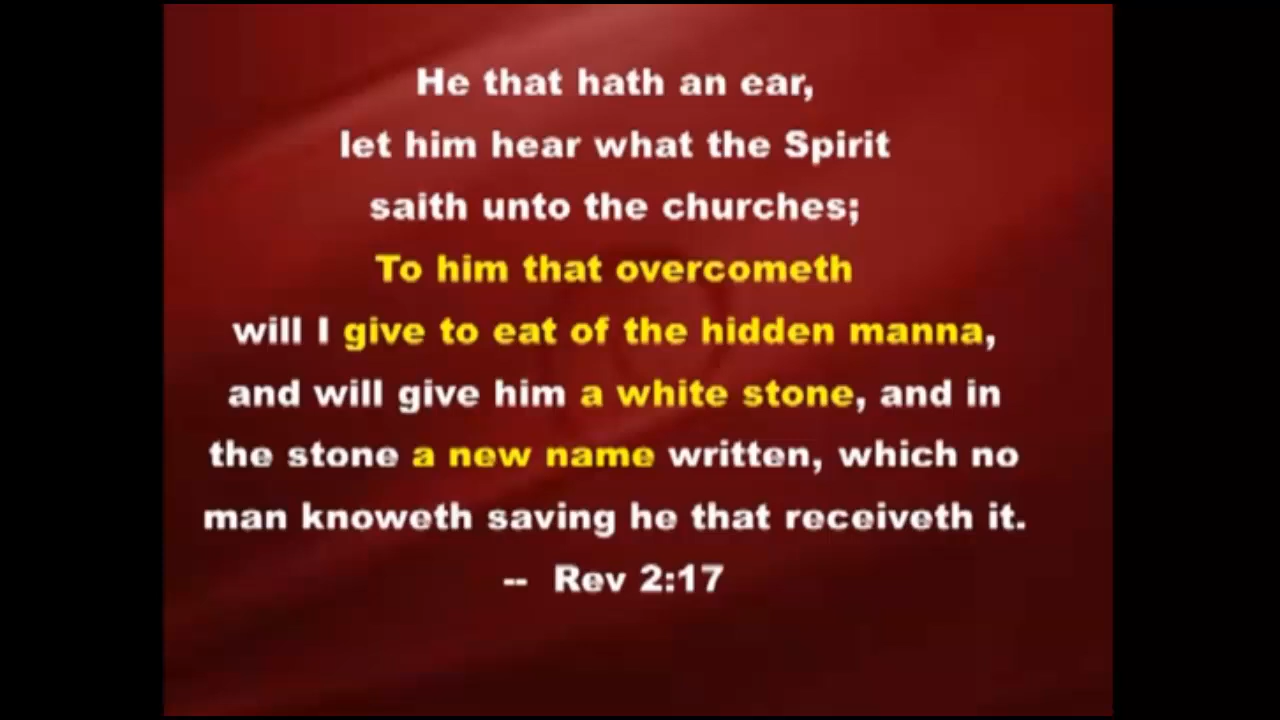 He that hath an ear,
let him hear what the Spirit
saith unto the churches;
To him that overcometh
will I give to eat of the hidden manna,
and will give him a white stone, and in
the stone a new name written, which no
man knoweth saving he that receiveth it.
-- Rev 2:17